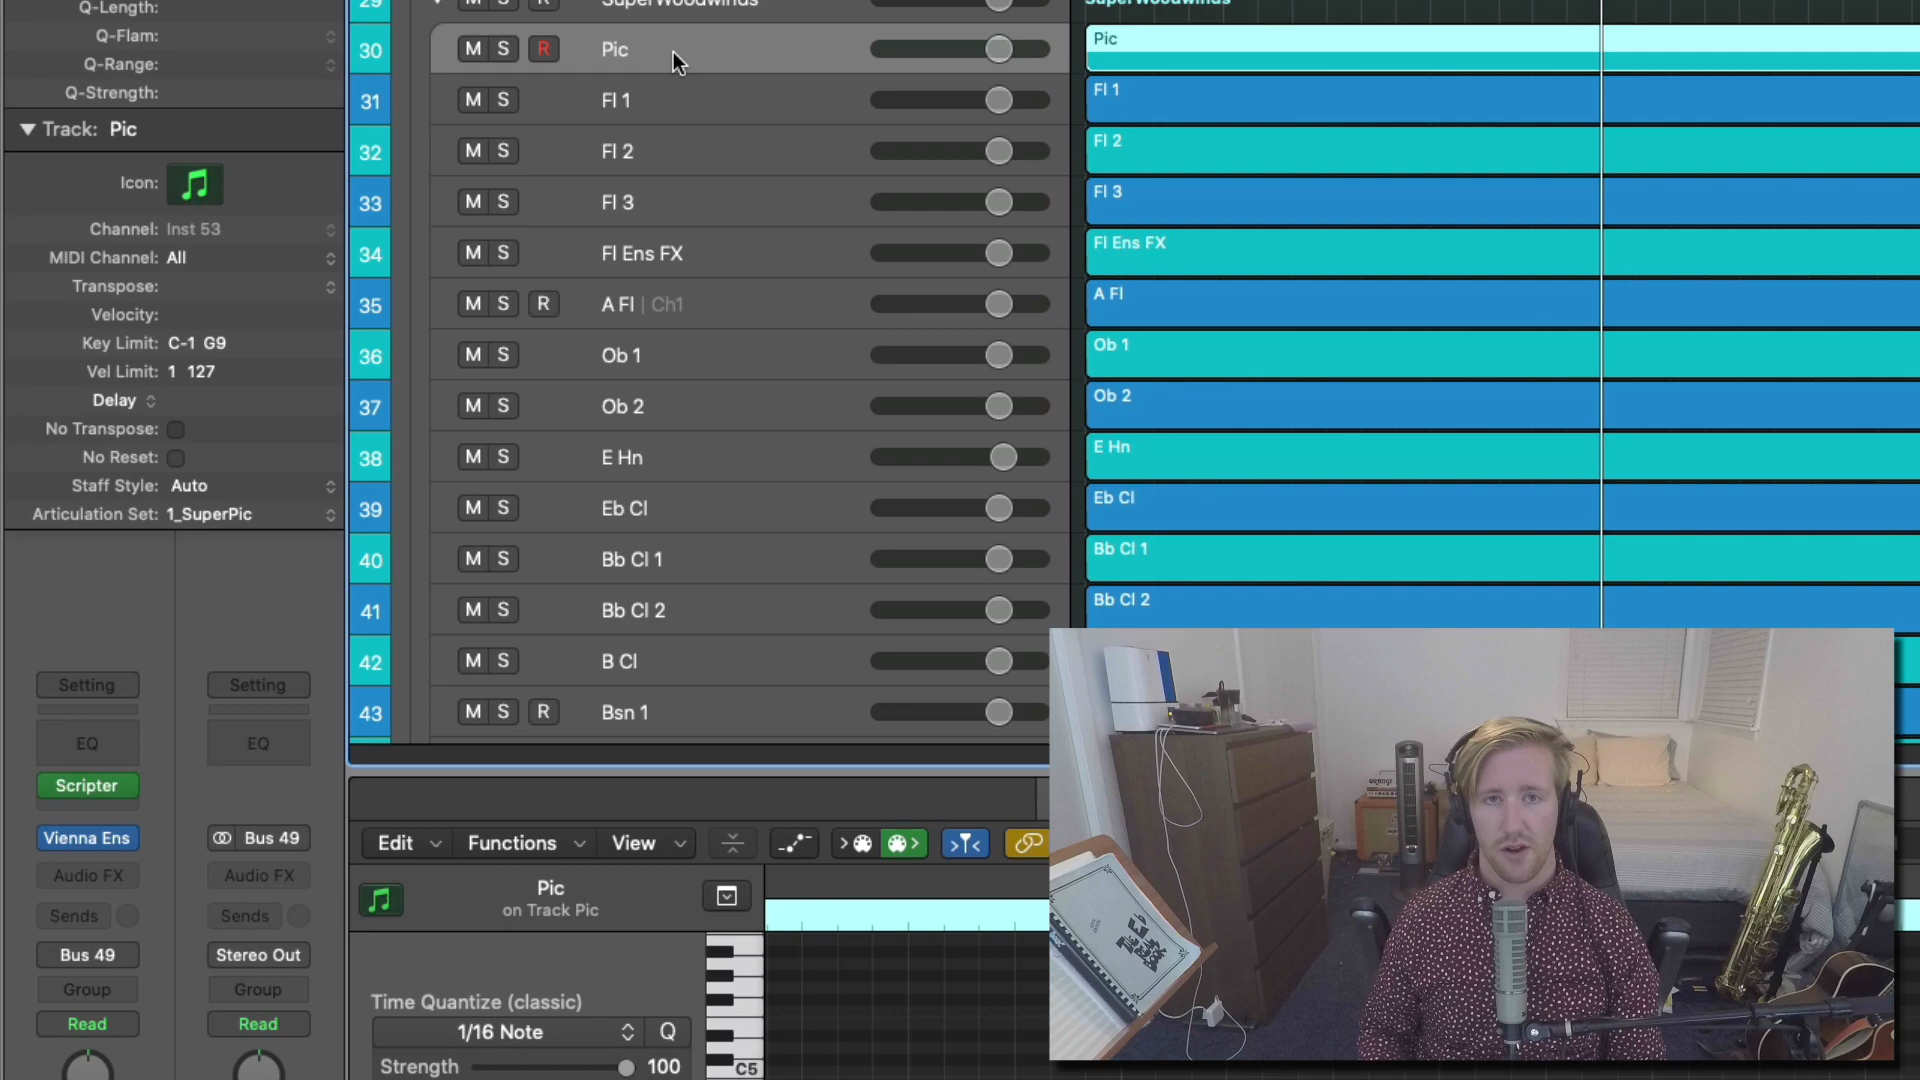 Q-Length:
Q-Flam:
Q-Range:
Q-Strength:
Track: Pic
Icon:
Channel: Inst 53
MIDI Channel: All
Transpose:
Velocity:
Key Limit: C-1 G9
Vel Limit: 1 127
Delay
No Transpose:
No Reset:
Staff Style: Auto
Articulation Set: 1_SuperPic
Setting Setting
EQ EQ
Scripter
Vienna Ens Bus 49
Audio FX Audio FX
Sends Sends
Bus 49 Stereo Out
Group Group
Read Read
29 M S R SuperWoodwinds
30 M S R Pic
31 M S Fl 1
32 M S Fl 2
33 M S Fl 3
34 M S Fl Ens FX
35 M S R A Fl | Ch1
36 M S Ob 1
37 M S Ob 2
38 M S E Hn
39 M S Eb Cl
40 M S Bb Cl 1
41 M S Bb Cl 2
42 M S B Cl
43 M S R Bsn 1
SuperWoodwinds
Pic
Fl 1
Fl 2
Fl 3
Fl Ens FX
A Fl
Ob 1
Ob 2
E Hn
Eb Cl
Bb Cl 1
Bb Cl 2
Edit Functions View
Pic
on Track Pic
Time Quantize (classic)
1/16 Note Q
Strength 100
C5